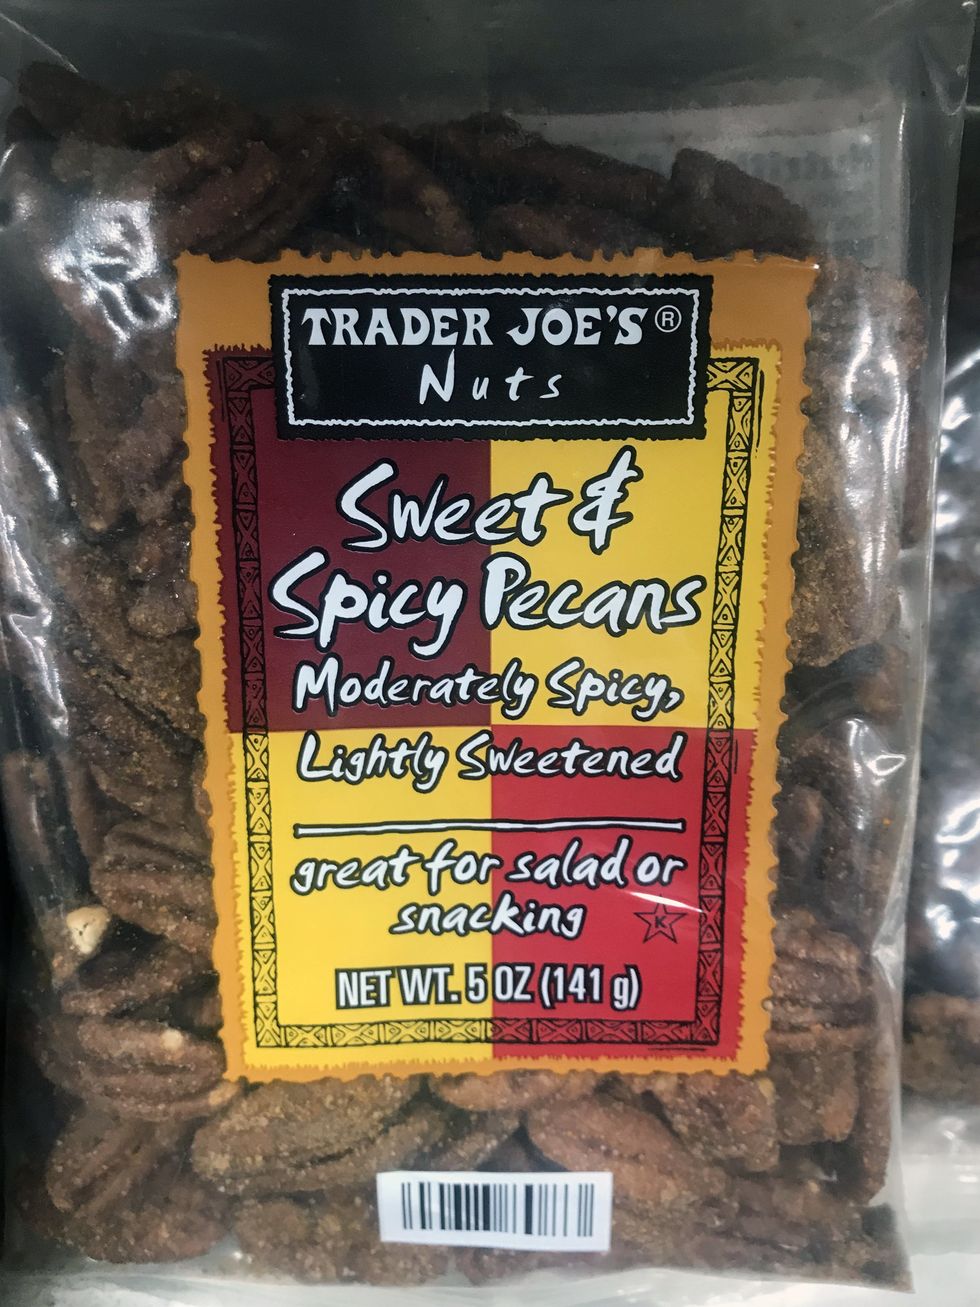 TRADER JOE'S®
Nuts
Sweet &
Spicy Pecans
Moderately Spicy,
Lightly Sweetened
great for salad or
snacking
K
NET WT. 5 OZ (141 g)